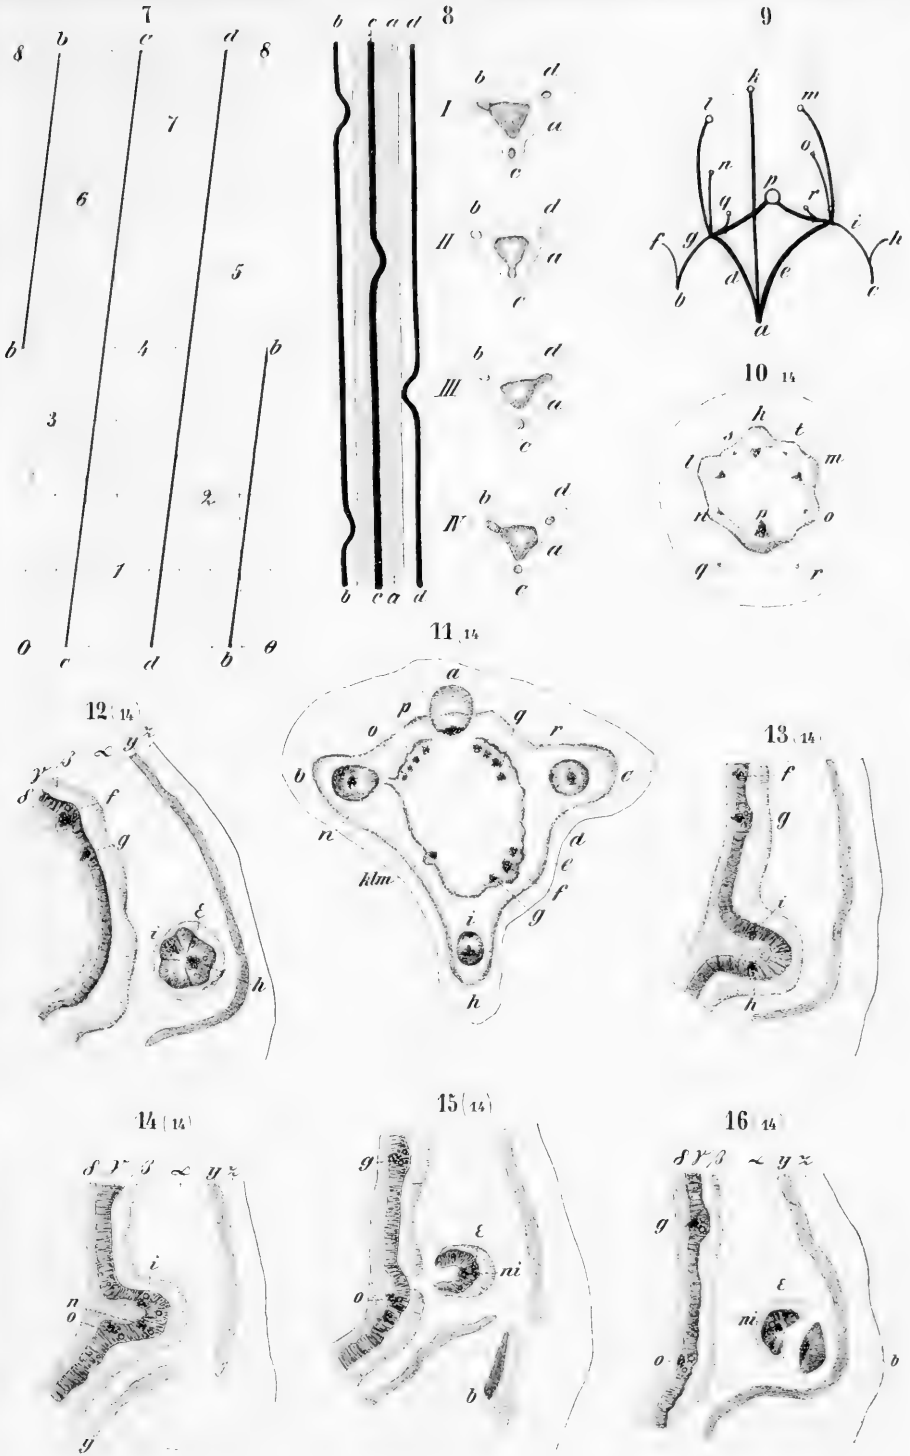 7
8 b c d 8
7
6
5
b 4 b
3
2
1
0 c d b 0
8
b c a d
I b d a c
II b d a c
III b d a c
IV b d a c
b c a d
9
k
l m
n o
q p r
f g i h
b d e c
a
10 14
h
s t
l m
n p o
q r
11 14
a
p q
o r
b c
n d
klm e
f
i g
h
12 (14)
δ γ β α y z
f
g
i ε
h
13 (14)
f
g
i
h
14 (14)
δ γ β α y z
i
n
o
y
y
15 (14)
g
ε
ni
o
b
16 (14)
δ γ β α y z
g
ε
ni
o b